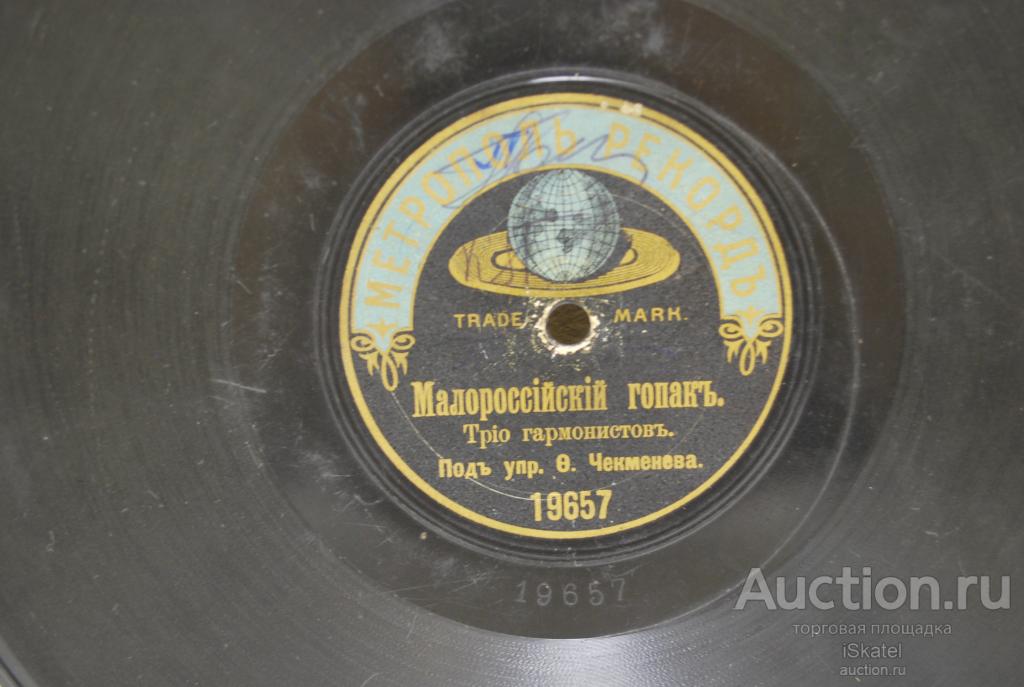 МЕТРОПОЛЬ РЕКОРДЪ
TRADE MARK.
Малороссійскій гопакъ.
Тріо гармонистовъ.
Подъ упр. Ѳ. Чекменева.
19657
19657
Auction.ru
торговая площадка
iSkatel
auction.ru